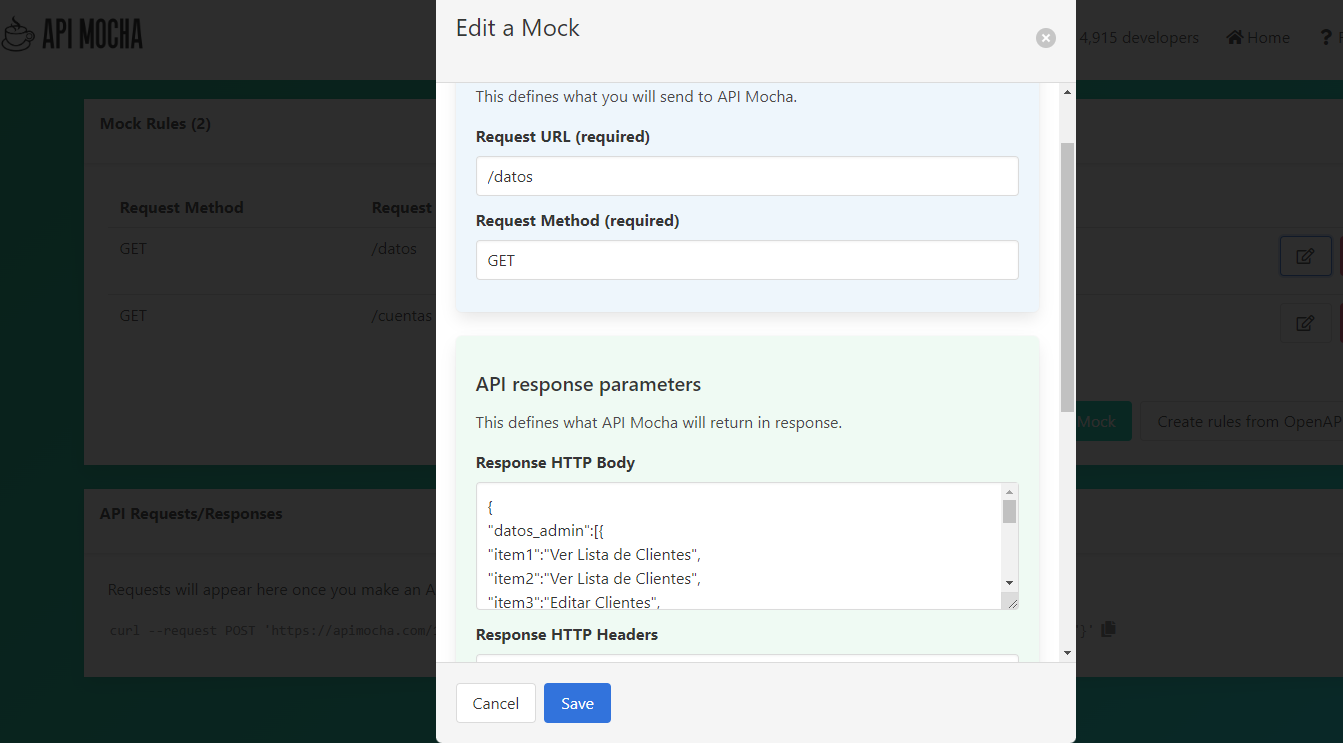 API MOCHA
Edit a Mock
4,915 developers
Home
?
Mock Rules (2)
This defines what you will send to API Mocha.
Request URL (required)
/datos
Request Method
Request
Request Method (required)
GET
/datos
GET
GET
/cuentas
API response parameters
This defines what API Mocha will return in response.
Mock
Create rules from OpenAP
Response HTTP Body
{
"datos_admin":[{
"item1":"Ver Lista de Clientes",
"item2":"Ver Lista de Clientes",
"item3":"Editar Clientes",
API Requests/Responses
Requests will appear here once you make an A
curl --request POST 'https://apimocha.com/
}'
Response HTTP Headers
Cancel
Save